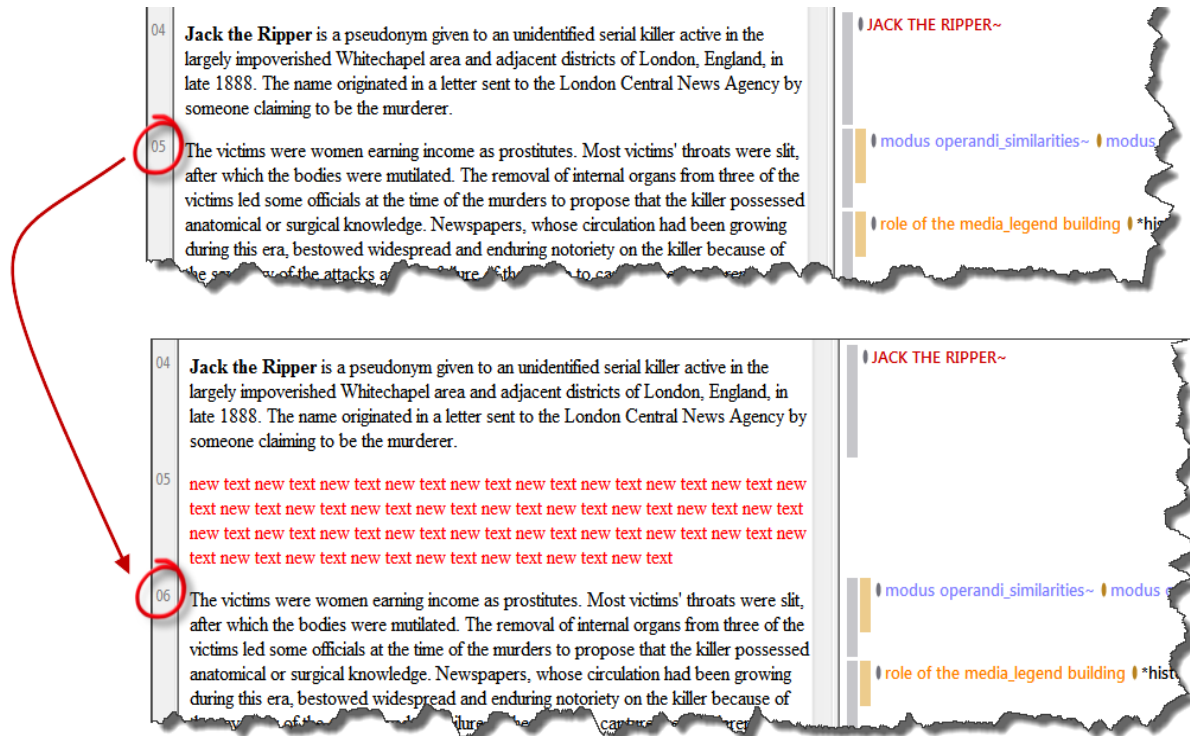 04
Jack the Ripper is a pseudonym given to an unidentified serial killer active in the
largely impoverished Whitechapel area and adjacent districts of London, England, in
late 1888. The name originated in a letter sent to the London Central News Agency by
someone claiming to be the murderer.
JACK THE RIPPER~
05
The victims were women earning income as prostitutes. Most victims' throats were slit,
after which the bodies were mutilated. The removal of internal organs from three of the
victims led some officials at the time of the murders to propose that the killer possessed
anatomical or surgical knowledge. Newspapers, whose circulation had been growing
during this era, bestowed widespread and enduring notoriety on the killer because of
of the attacks
modus operandi_similarities~ modus
role of the media_legend building
04
Jack the Ripper is a pseudonym given to an unidentified serial killer active in the
largely impoverished Whitechapel area and adjacent districts of London, England, in
late 1888. The name originated in a letter sent to the London Central News Agency by
someone claiming to be the murderer.
JACK THE RIPPER~
05
new text new text new text new text new text new text new text new text new text new
text new text new text new text new text new text new text new text new text new text
new text new text new text new text new text new text new text new text new text new
text new text new text new text new text new text new text new text
06
The victims were women earning income as prostitutes. Most victims' throats were slit,
after which the bodies were mutilated. The removal of internal organs from three of the
victims led some officials at the time of the murders to propose that the killer possessed
anatomical or surgical knowledge. Newspapers, whose circulation had been growing
during this era, bestowed widespread and enduring notoriety on the killer because of
modus operandi_similarities~ modus
role of the media_legend building